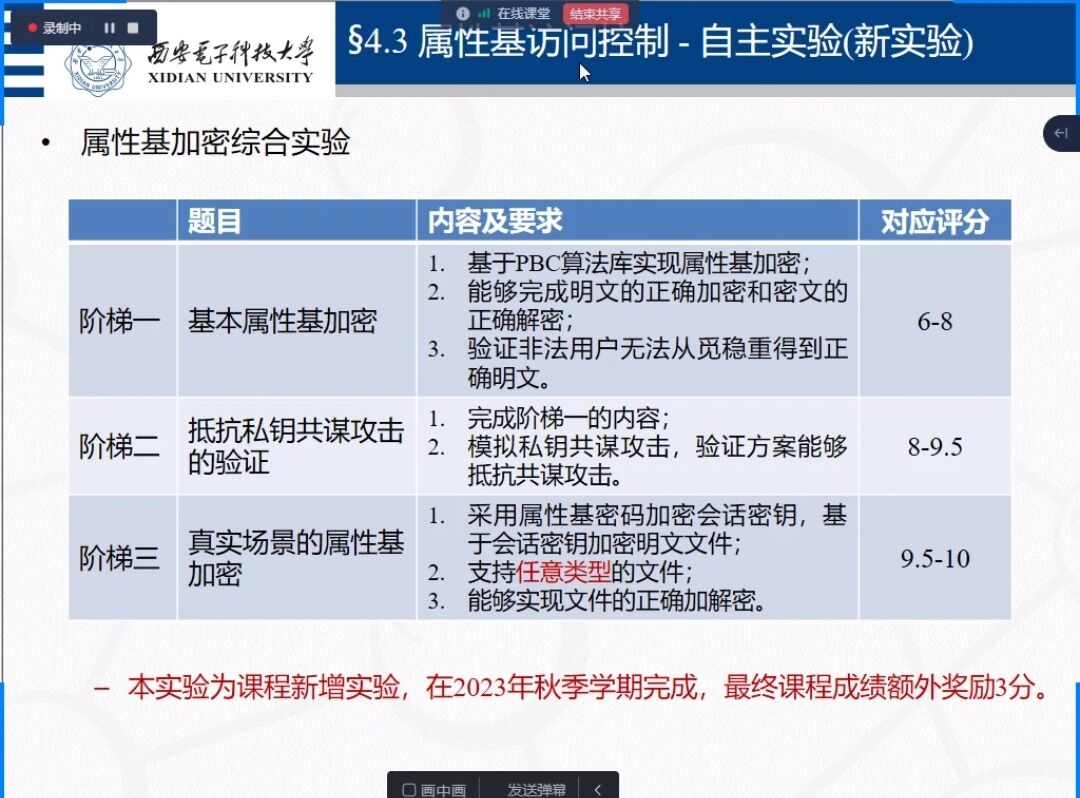 录制中
在线课堂 结束共享
西安电子科技大学
XIDIAN UNIVERSITY
§4.3 属性基访问控制 - 自主实验(新实验)
• 属性基加密综合实验
题目 内容及要求 对应评分
阶梯一 基本属性基加密
1. 基于PBC算法库实现属性基加密;
2. 能够完成明文的正确加密和密文的
正确解密;
3. 验证非法用户无法从觅稳重得到正
确明文。
6-8
阶梯二
抵抗私钥共谋攻击
的验证
1. 完成阶梯一的内容;
2. 模拟私钥共谋攻击，验证方案能够
抵抗共谋攻击。
8-9.5
阶梯三
真实场景的属性基
加密
1. 采用属性基密码加密会话密钥，基
于会话密钥加密明文文件;
2. 支持任意类型的文件;
3. 能够实现文件的正确加解密。
9.5-10
– 本实验为课程新增实验，在2023年秋季学期完成，最终课程成绩额外奖励3分。
画中画 发送弹幕